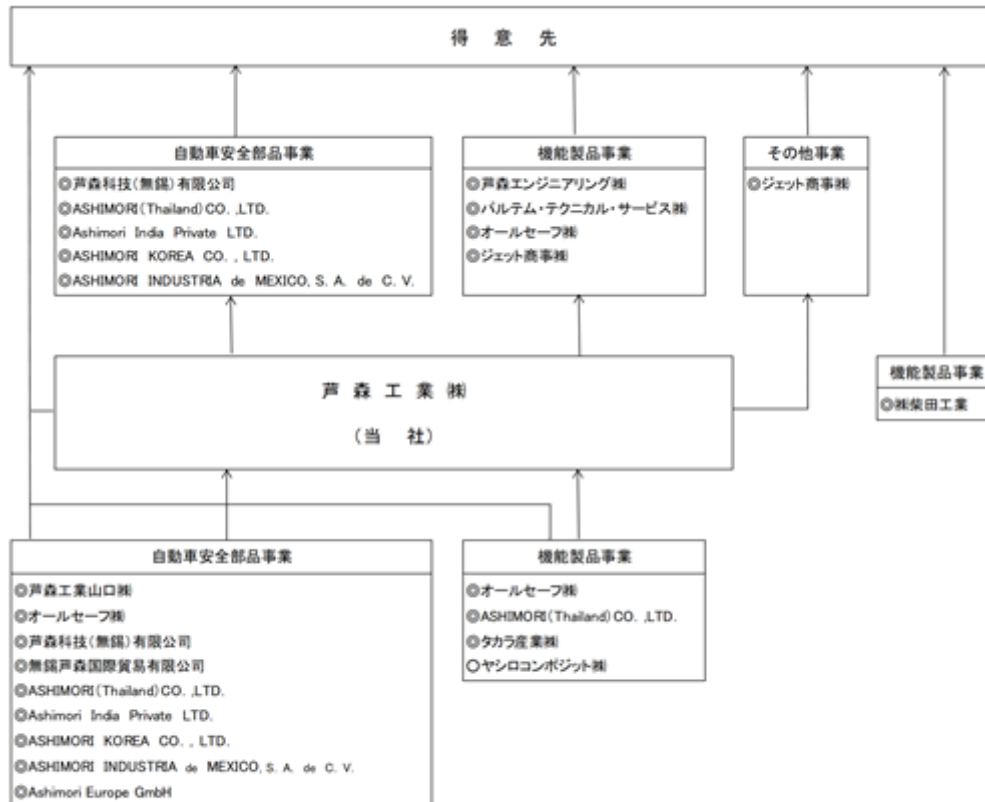 得 意 先
自動車安全部品事業
◎芦森科技(無錫)有限公司
◎ASHIMORI(Thailand)CO.,LTD.
◎Ashimori India Private LTD.
◎ASHIMORI KOREA CO.,LTD.
◎ASHIMORI INDUSTRIA de MEXICO,S.A. de C.V.
機能製品事業
◎芦森エンジニアリング㈱
◎パルテム・テクニカル・サービス㈱
◎オールセーフ㈱
◎ジェット商事㈱
その他事業
◎ジェット商事㈱
芦 森 工 業 ㈱
(当 社)
機能製品事業
◎㈱柴田工業
自動車安全部品事業
◎芦森工業山口㈱
◎オールセーフ㈱
◎芦森科技(無錫)有限公司
◎無錫芦森国際貿易有限公司
◎ASHIMORI(Thailand)CO.,LTD.
◎Ashimori India Private LTD.
◎ASHIMORI KOREA CO.,LTD.
◎ASHIMORI INDUSTRIA de MEXICO,S.A. de C.V.
◎Ashimori Europe GmbH
機能製品事業
◎オールセーフ㈱
◎ASHIMORI(Thailand)CO.,LTD.
◎タカラ産業㈱
○ヤシロコンポジット㈱